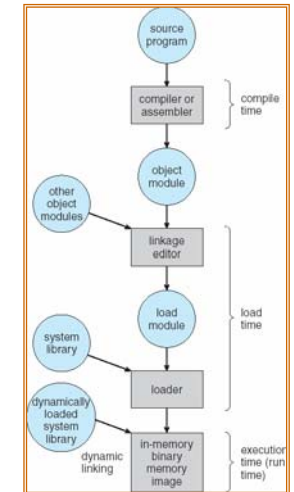 source
program
compiler or
assembler
compile
time
object
module
other
object
modules
linkage
editor
load
module
load
time
system
library
loader
dynamically
loaded
system
library
dynamic
linking
in-memory
binary
memory
image
execution
time (run
time)